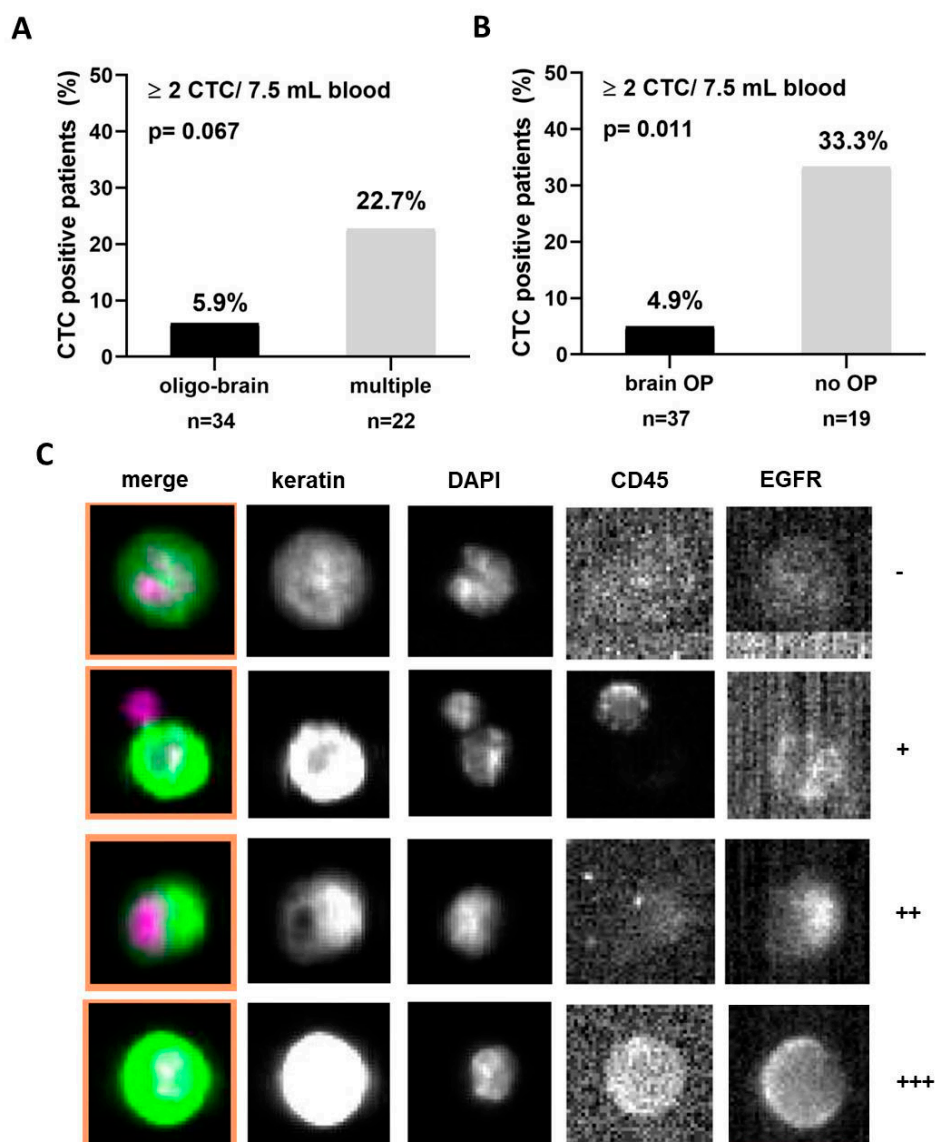 A
CTC positive patients (%)
50
40
30
20
10
0
≥ 2 CTC/ 7.5 mL blood
p= 0.067
5.9%
22.7%
oligo-brain multiple
n=34 n=22
B
CTC positive patients (%)
50
40
30
20
10
0
≥ 2 CTC/ 7.5 mL blood
p= 0.011
4.9%
33.3%
brain OP no OP
n=37 n=19
C
merge keratin DAPI CD45 EGFR
-
+
++
+++